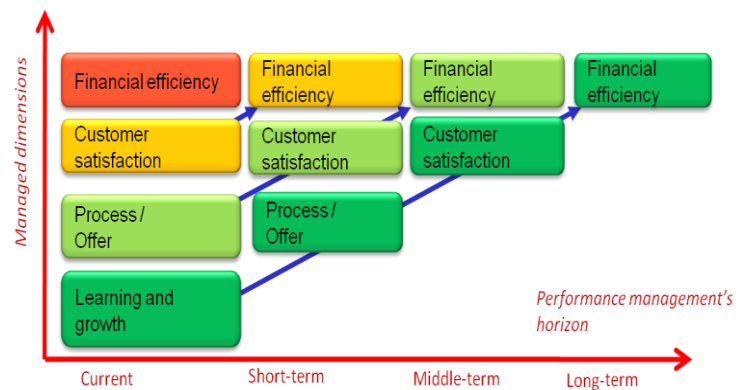 Managed dimensions
Financial efficiency
Financial
efficiency
Financial
efficiency
Financial
efficiency
Customer
satisfaction
Customer
satisfaction
Customer
satisfaction
Process /
Offer
Process /
Offer
Learning and
growth
Performance management's
horizon
Current
Short-term
Middle-term
Long-term